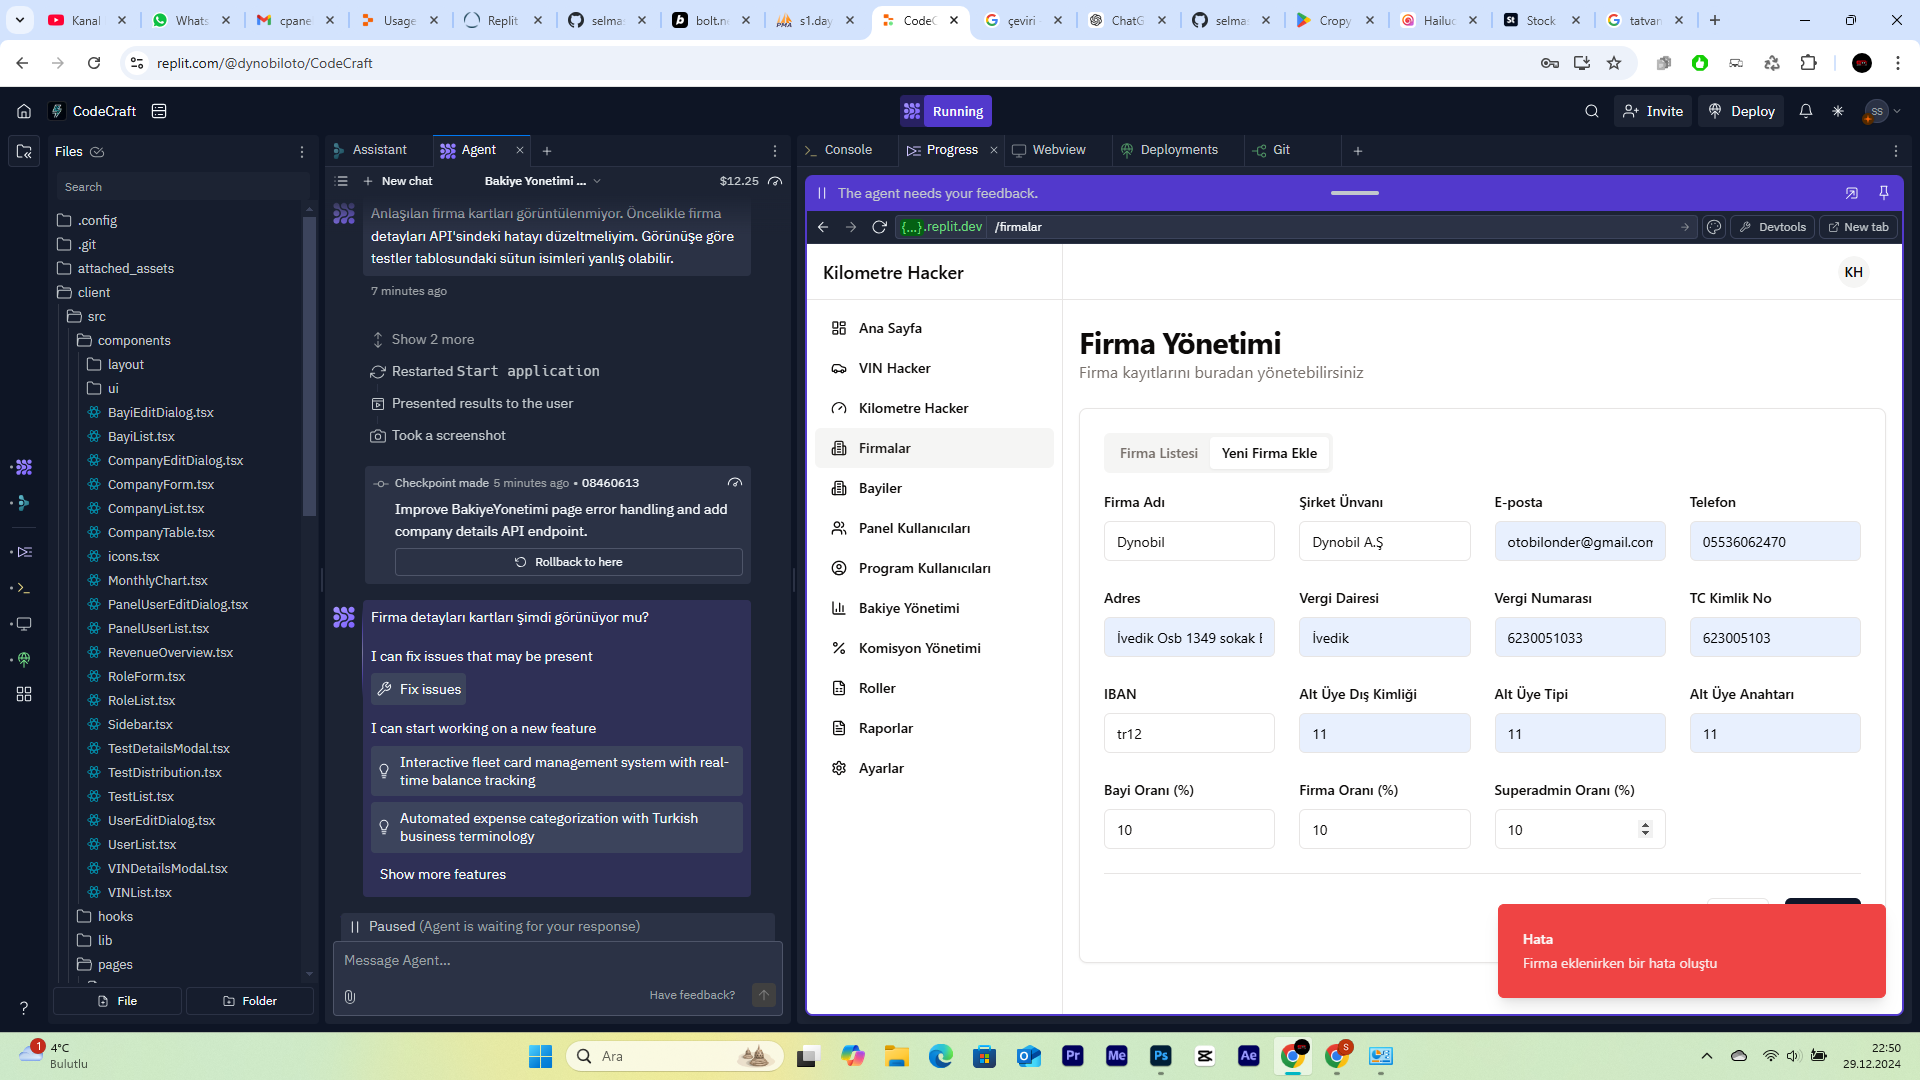 Kanal
Whats
cpane
Usage
Replit
selma
bolt.n
s1.day
CodeC
çeviri
ChatG
selma
Cropy
Hailuo
Stock
tatvan
replit.com/@dynobiloto/CodeCraft
CodeCraft
Running
Invite
Deploy
SS
Files
Search
.config
.git
attached_assets
client
src
components
layout
ui
BayiEditDialog.tsx
BayiList.tsx
CompanyEditDialog.tsx
CompanyForm.tsx
CompanyList.tsx
CompanyTable.tsx
icons.tsx
MonthlyChart.tsx
PanelUserEditDialog.tsx
PanelUserList.tsx
RevenueOverview.tsx
RoleForm.tsx
RoleList.tsx
Sidebar.tsx
TestDetailsModal.tsx
TestDistribution.tsx
TestList.tsx
UserEditDialog.tsx
UserList.tsx
VINDetailsModal.tsx
VINList.tsx
hooks
lib
pages
File
Folder
Assistant
Agent
New chat
Bakiye Yonetimi ...
$12.25
Anlaşılan firma kartları görüntülenmiyor. Öncelikle firma
detayları API'sindeki hatayı düzeltmeliyim. Görünüşe göre
testler tablosundaki sütun isimleri yanlış olabilir.
7 minutes ago
Show 2 more
Restarted Start application
Presented results to the user
Took a screenshot
Checkpoint made 5 minutes ago • 08460613
Improve BakiyeYonetimi page error handling and add
company details API endpoint.
Rollback to here
Firma detayları kartları şimdi görünüyor mu?
I can fix issues that may be present
Fix issues
I can start working on a new feature
Interactive fleet card management system with real-
time balance tracking
Automated expense categorization with Turkish
business terminology
Show more features
Paused (Agent is waiting for your response)
Message Agent...
Have feedback?
Console
Progress
Webview
Deployments
Git
The agent needs your feedback.
{...}.replit.dev
/firmalar
Devtools
New tab
Kilometre Hacker
KH
Ana Sayfa
VIN Hacker
Kilometre Hacker
Firmalar
Bayiler
Panel Kullanıcıları
Program Kullanıcıları
Bakiye Yönetimi
Komisyon Yönetimi
Roller
Raporlar
Ayarlar
Firma Yönetimi
Firma kayıtlarını buradan yönetebilirsiniz
Firma Listesi
Yeni Firma Ekle
Firma Adı
Şirket Ünvanı
E-posta
Telefon
Dynobil
Dynobil A.Ş
otobilonder@gmail.com
05536062470
Adres
Vergi Dairesi
Vergi Numarası
TC Kimlik No
İvedik Osb 1349 sokak
İvedik
6230051033
623005103
IBAN
Alt Üye Dış Kimliği
Alt Üye Tipi
Alt Üye Anahtarı
tr12
11
11
11
Bayi Oranı (%)
Firma Oranı (%)
Superadmin Oranı (%)
10
10
10
Hata
Firma eklenirken bir hata oluştu
1
4°C
Bulutlu
Ara
Pr
Me
Ps
Ae
S
22:50
29.12.2024